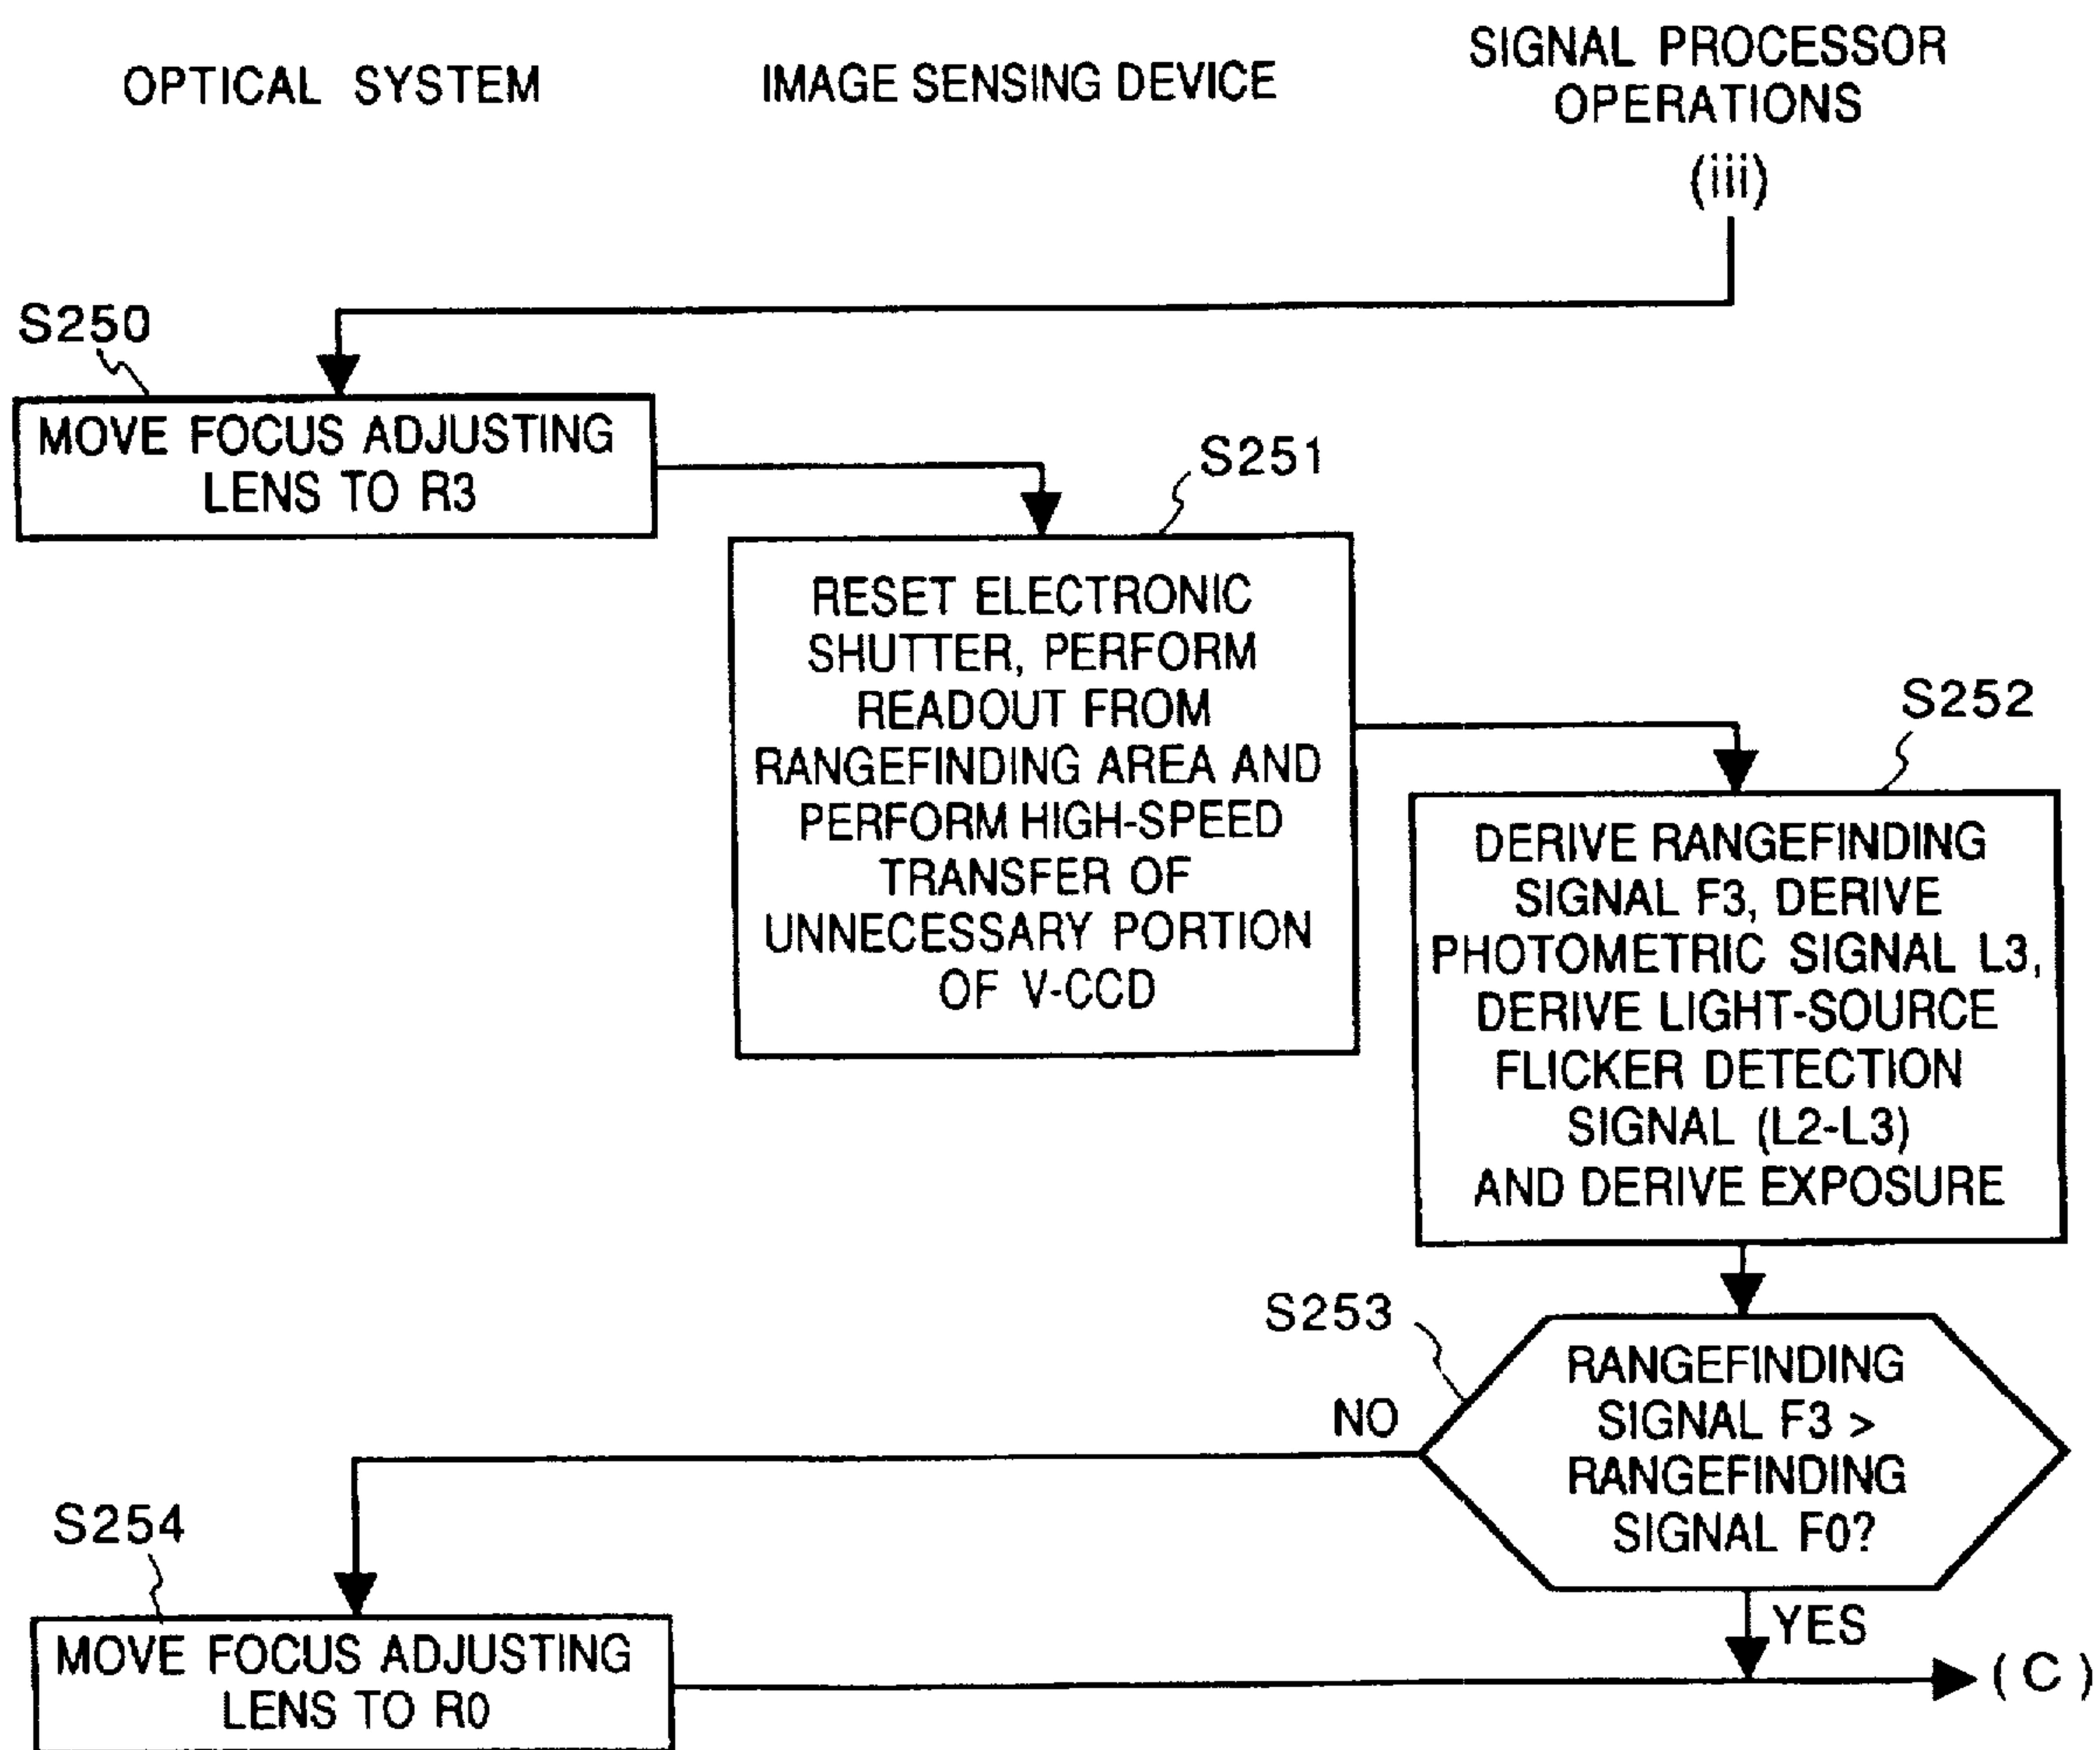 OPTICAL SYSTEM
IMAGE SENSING DEVICE
SIGNAL PROCESSOR
OPERATIONS
(iii)
S250
MOVE FOCUS ADJUSTING
LENS TO R3
S251
RESET ELECTRONIC
SHUTTER, PERFORM
READOUT FROM
RANGEFINDING AREA AND
PERFORM HIGH-SPEED
TRANSFER OF
UNNECESSARY PORTION
OF V-CCD
S252
DERIVE RANGEFINDING
SIGNAL F3, DERIVE
PHOTOMETRIC SIGNAL L3,
DERIVE LIGHT-SOURCE
FLICKER DETECTION
SIGNAL (L2-L3)
AND DERIVE EXPOSURE
S253
RANGEFINDING
SIGNAL F3 >
RANGEFINDING
SIGNAL F0?
NO
YES
S254
MOVE FOCUS ADJUSTING
LENS TO R0
(C)